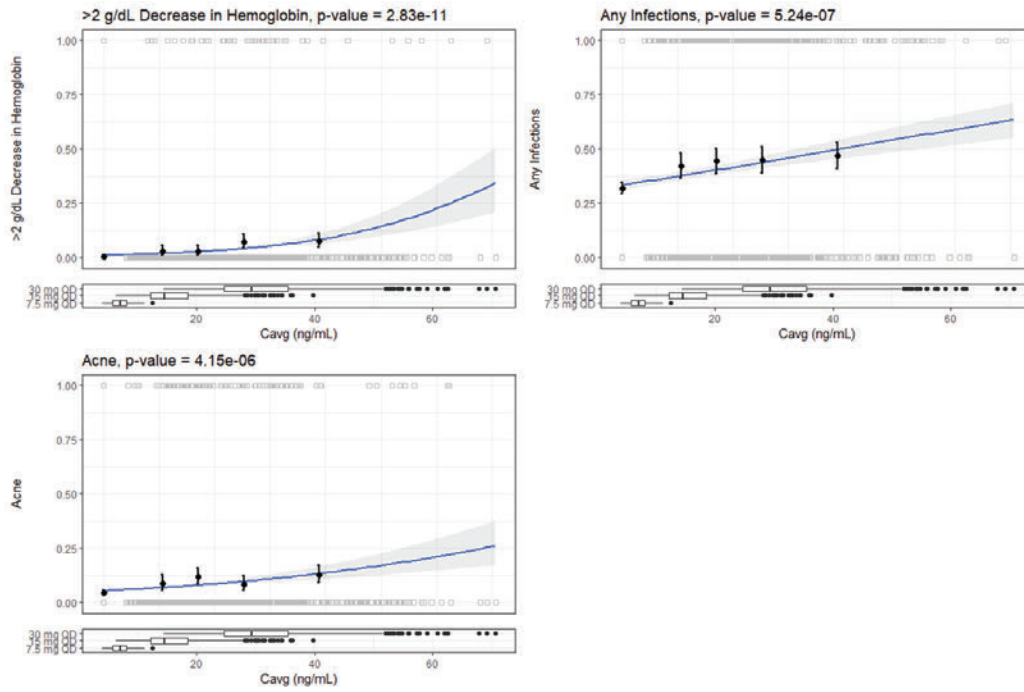 >2 g/dL Decrease in Hemoglobin, p-value = 2.83e-11
>2 g/dL Decrease in Hemoglobin
1.00
0.75
0.50
0.25
0.00
30 mg QD
15 mg QD
7.5 mg QD
20
40
60
Cavg (ng/mL)
Any Infections, p-value = 5.24e-07
Any Infections
1.00
0.75
0.50
0.25
0.00
30 mg QD
15 mg QD
7.5 mg QD
20
40
60
Cavg (ng/mL)
Acne, p-value = 4.15e-06
Acne
1.00
0.75
0.50
0.25
0.00
30 mg QD
15 mg QD
7.5 mg QD
20
40
60
Cavg (ng/mL)